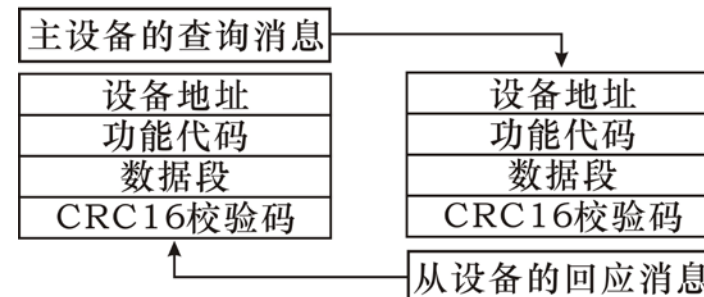 主设备的查询消息
设备地址
功能代码
数据段
CRC16校验码
设备地址
功能代码
数据段
CRC16校验码
从设备的回应消息